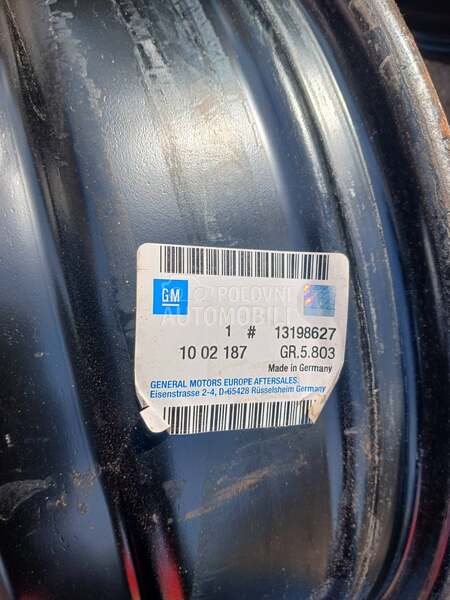 GM
POLOVNI
AUTOMOBILI
1 # 13198627
10 02 187 GR.5.803
Made in Germany
GENERAL MOTORS EUROPE AFTERSALES.
Eisenstrasse 2-4, D-65428 Rüsselsheim Germany